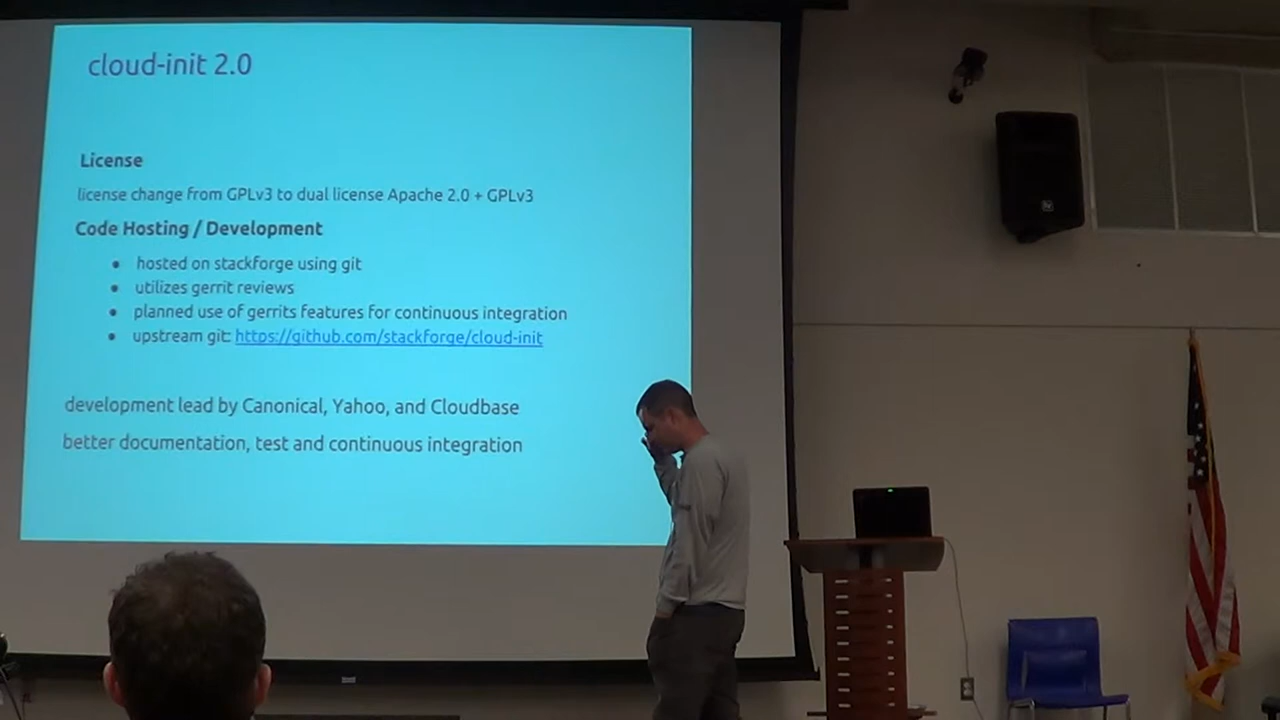 cloud-init 2.0
License
license change from GPLv3 to dual license Apache 2.0 + GPLv3
Code Hosting / Development
hosted on stackforge using git
utilizes gerrit reviews
planned use of gerrits features for continuous integration
upstream git: https://github.com/stackforge/cloud-init
development lead by Canonical, Yahoo, and Cloudbase
better documentation, test and continuous integration